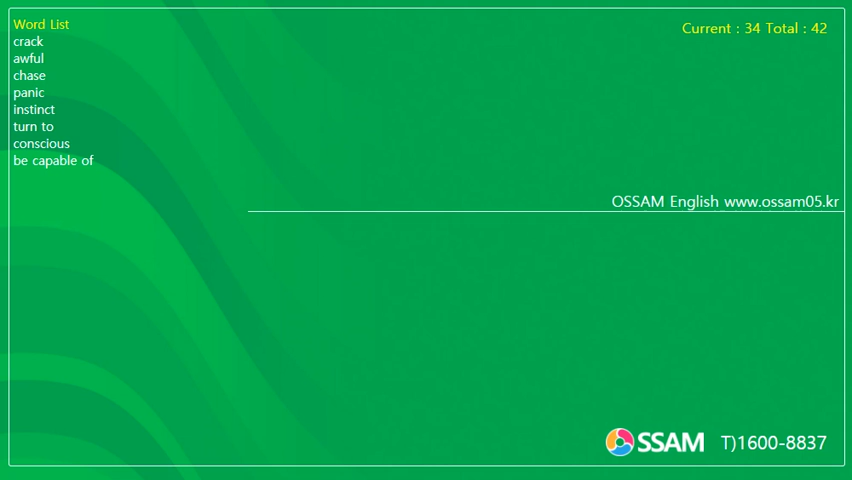 Word List
crack
awful
chase
panic
instinct
turn to
conscious
be capable of
Current : 34 Total : 42
OSSAM English www.ossam05.kr
OSSAM T)1600-8837